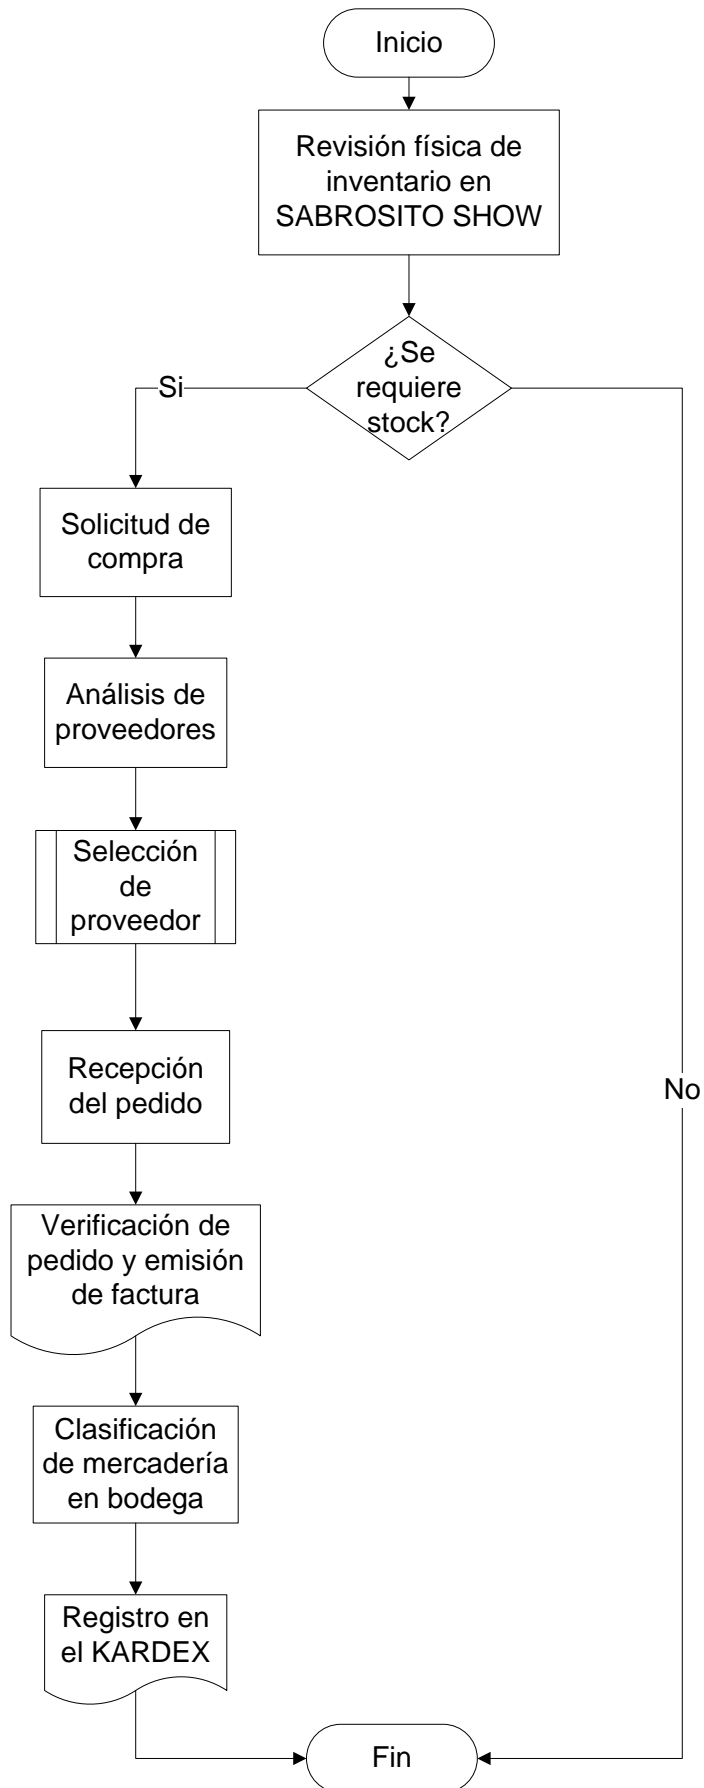 Inicio
Revisión física de
inventario en
SABROSITO SHOW
¿Se
requiere
stock?
Si
Solicitud de
compra
Análisis de
proveedores
Selección
de
proveedor
Recepción
del pedido
No
Verificación de
pedido y emisión
de factura
Clasificación
de mercadería
en bodega
Registro en
el KARDEX
Fin